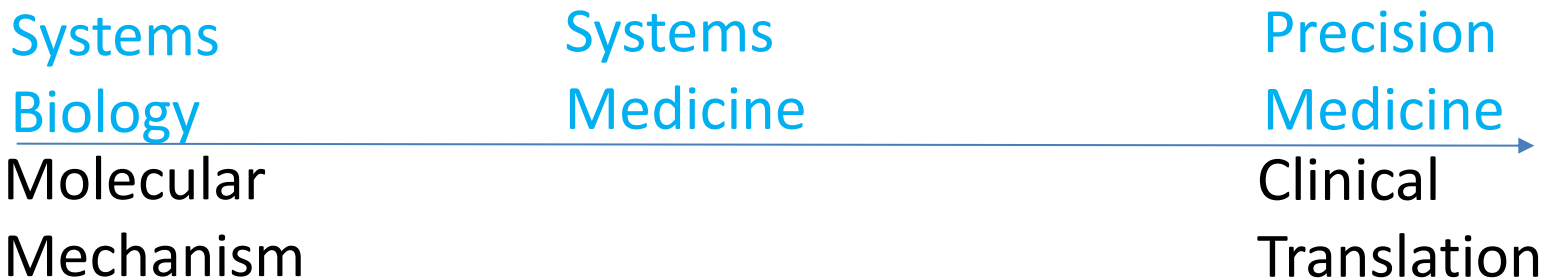 Systems
Biology
Systems
Medicine
Precision
Medicine
Molecular
Mechanism
Clinical
Translation